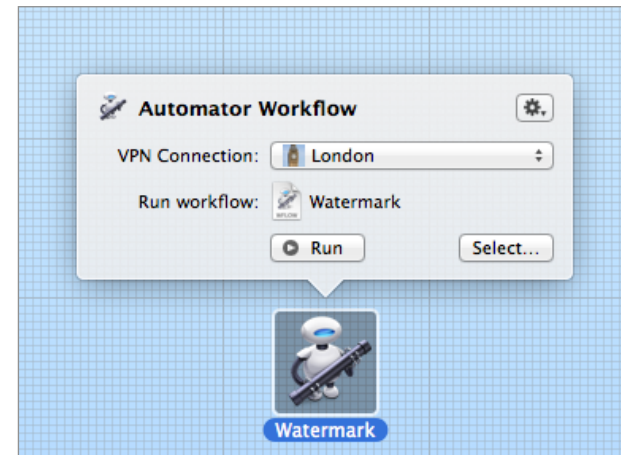 Automator Workflow
VPN Connection: London
Run workflow: Watermark
Run Select...
Watermark